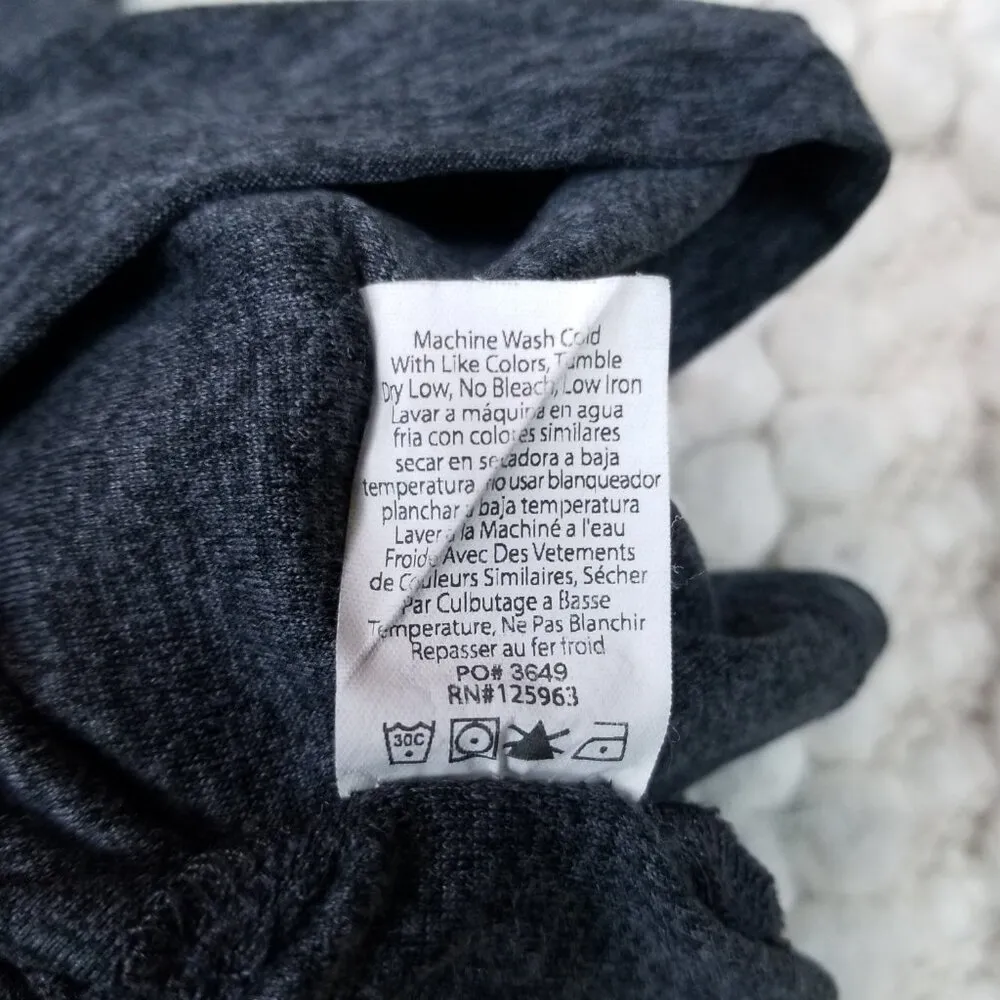 Machine Wash Cold
With Like Colors, Tumble
Dry Low, No Bleach, Low Iron
Lavar a máquina en agua
fria con colores similares
secar en secadora a baja
temperatura no usar blanqueador
planchar a baja temperatura
Laver a la Machiné a l'eau
Froide Avec Des Vetements
de Couleurs Similaires, Sécher
Par Culbutage a Basse
Temperature, Ne Pas Blanchir
Repasser au fer froid
PO# 3649
RN#125963
30C